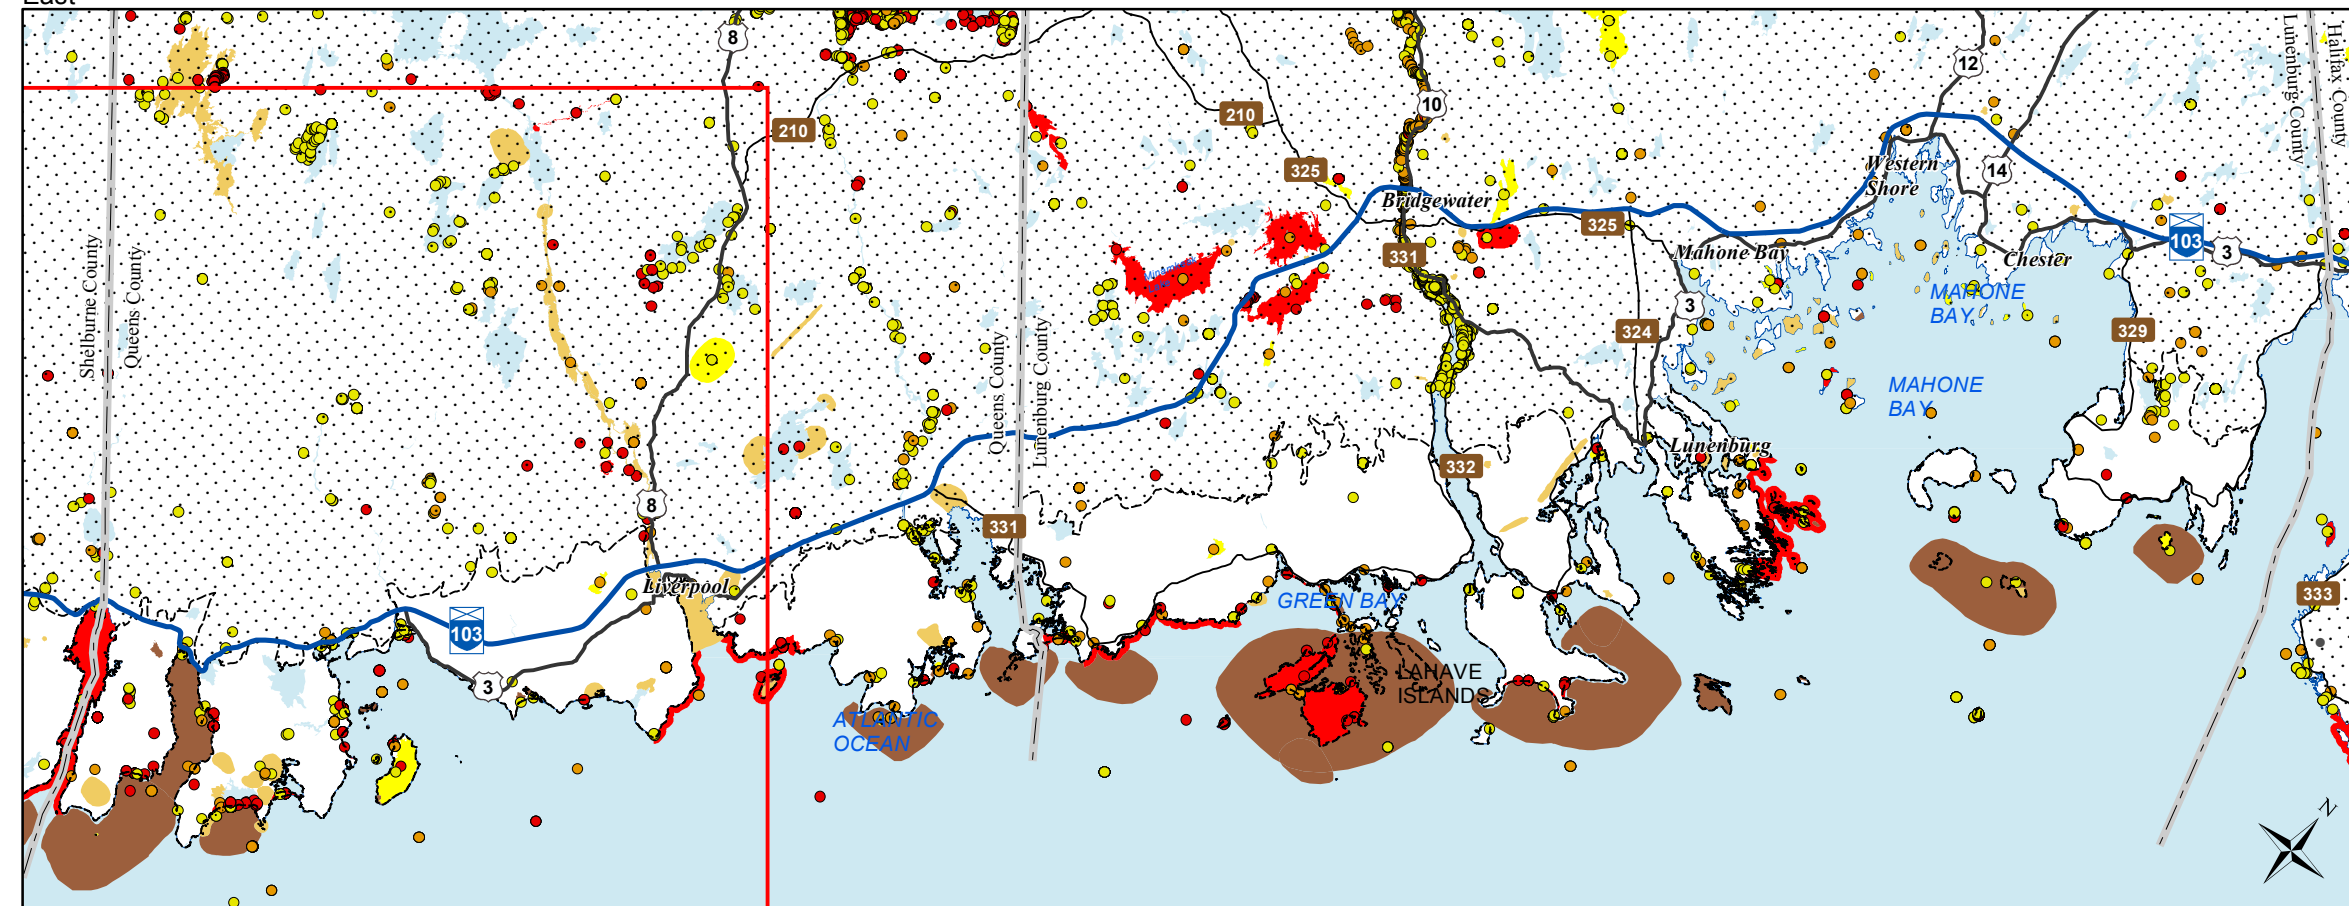 East
8
12
Lunenburg County
Halifax County
10
210
210
325
14
Western
Shore
Bridgewater
325
103
3
331
Mahone Bay
Chester
Shelburne County
Queens County
MAHONE
BAY
3
324
329
Queens County
Lunenburg County
MAHONE
BAY
Lunenburg
332
8
331
Liverpool
GREEN BAY
333
103
3
LAHAVE
ISLANDS
ATLANTIC
OCEAN
N